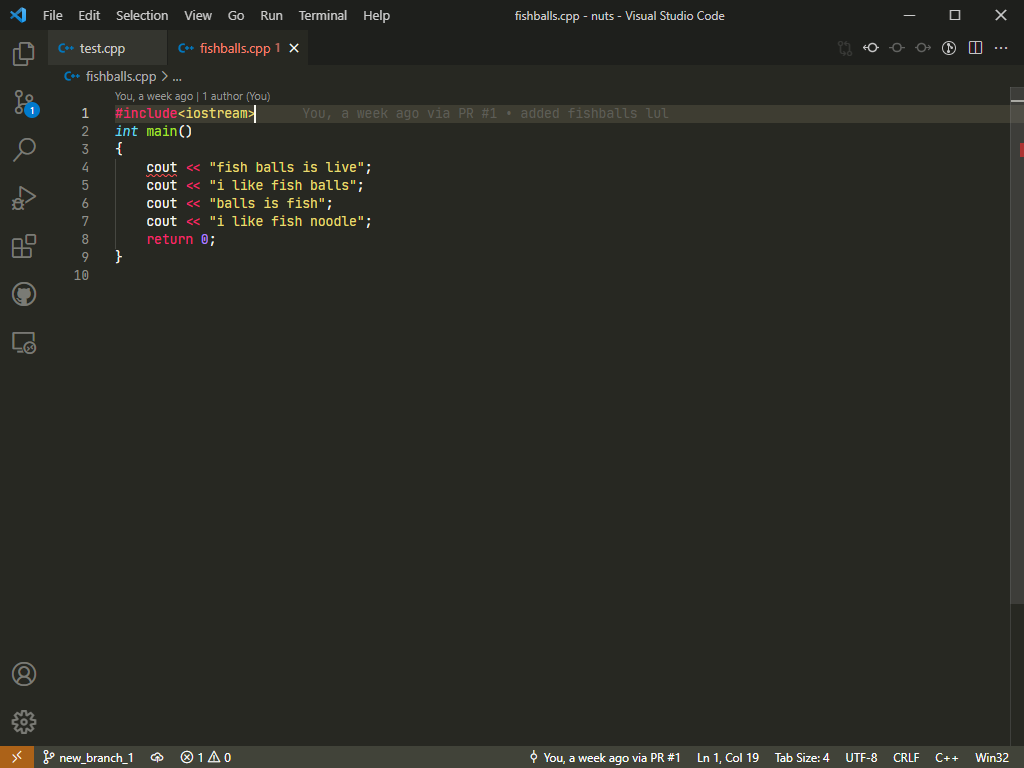 File Edit Selection View Go Run Terminal Help fishballs.cpp - nuts - Visual Studio Code
test.cpp fishballs.cpp 1
fishballs.cpp > ...
You, a week ago | 1 author (You)
1 #include<iostream> You, a week ago via PR #1 • added fishballs lul
2 int main()
3 {
4 cout << "fish balls is live";
5 cout << "i like fish balls";
6 cout << "balls is fish";
7 cout << "i like fish noodle";
8 return 0;
9 }
10
1
new_branch_1 1 0 You, a week ago via PR #1 Ln 1, Col 19 Tab Size: 4 UTF-8 CRLF C++ Win32